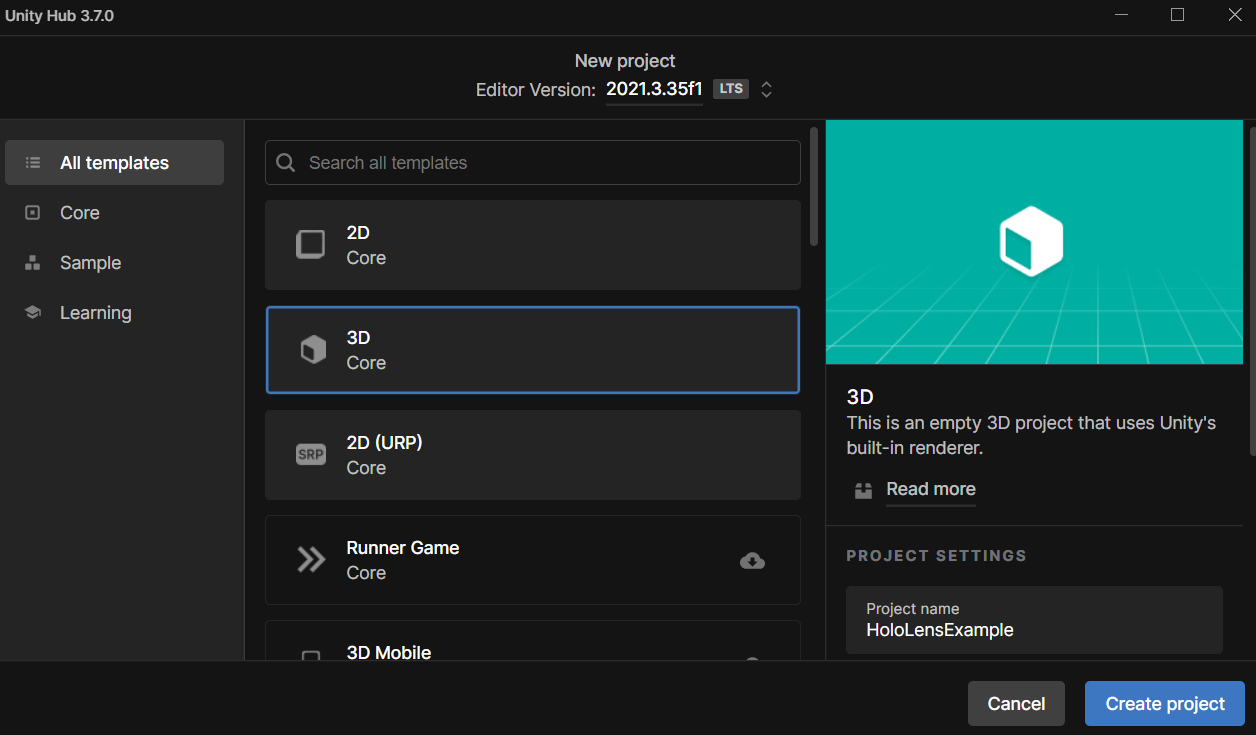 Unity Hub 3.7.0
New project
Editor Version: 2021.3.35f1 LTS
All templates
Core
Sample
Learning
Search all templates
2D
Core
3D
Core
SRP
2D (URP)
Core
Runner Game
Core
3D Mobile
3D
This is an empty 3D project that uses Unity's
built-in renderer.
Read more
PROJECT SETTINGS
Project name
HoloLensExample
Cancel
Create project